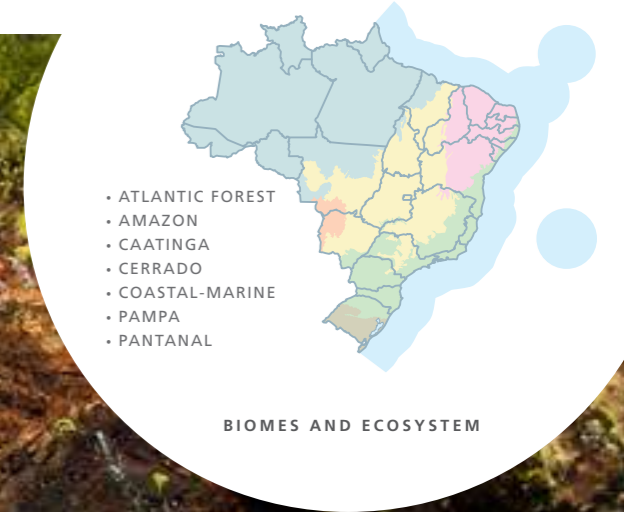 • ATLANTIC FOREST
• AMAZON
• CAATINGA
• CERRADO
• COASTAL-MARINE
• PAMPA
• PANTANAL
BIOMES AND ECOSYSTEM